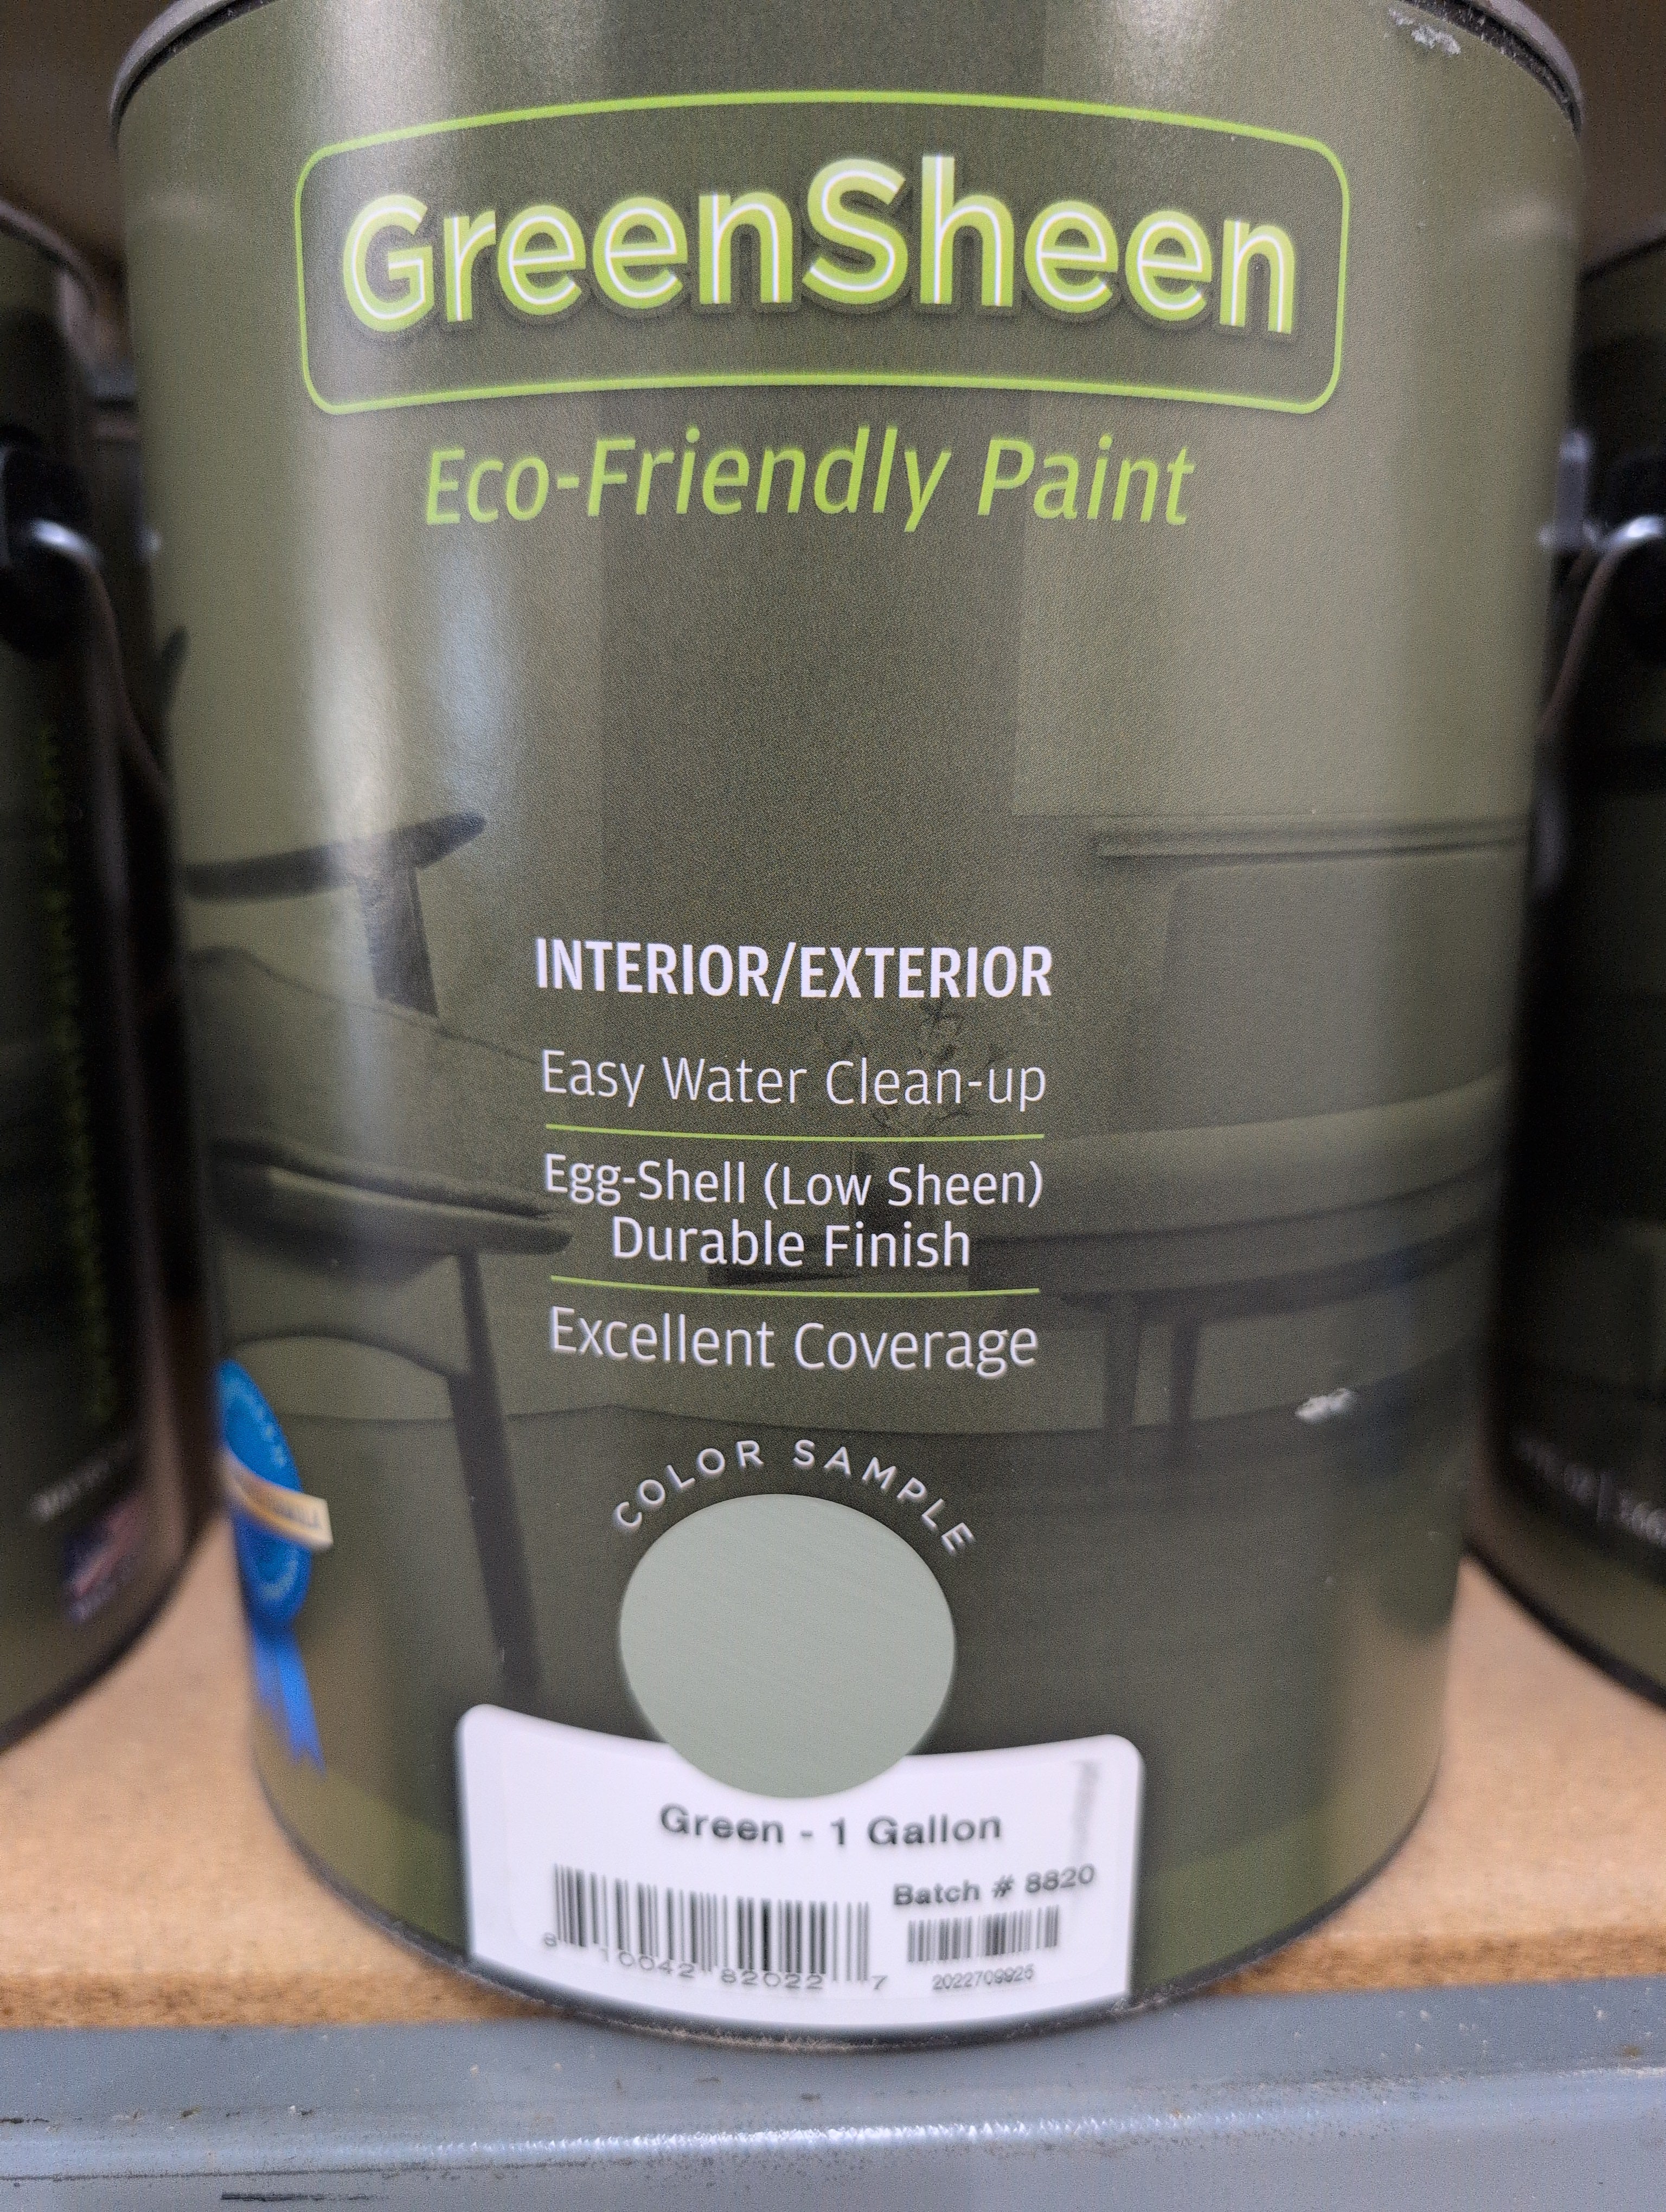 GreenSheen
Eco-Friendly Paint
INTERIOR/EXTERIOR
Easy Water Clean-up
Egg-Shell (Low Sheen)
Durable Finish
Excellent Coverage
COLOR SAMPLE
Green - 1 Gallon
Batch # 8820
8 10042 82022 7
2022709925